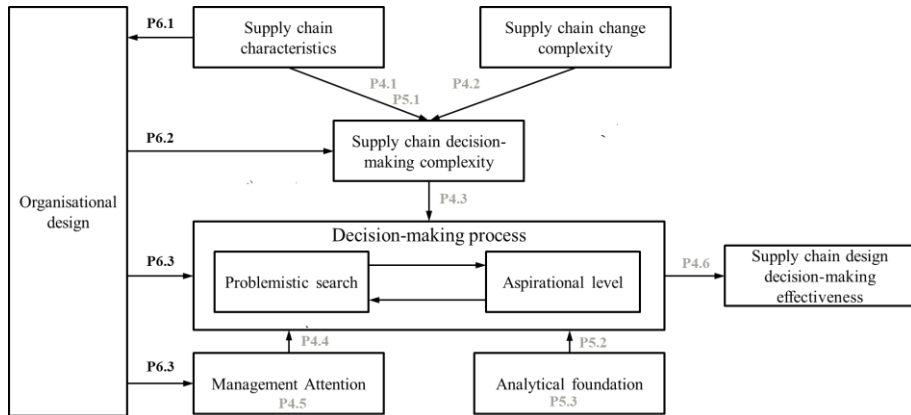 P6.1
Supply chain
characteristics
Supply chain change
complexity
P4.1
P4.2
P5.1
P6.2
Supply chain decision-
making complexity
P4.3
Organisational
design
Decision-making process
P6.3
Problemistic search
Aspirational level
P4.6
Supply chain design
decision-making
effectiveness
P4.4
P5.2
P6.3
Management Attention
P4.5
Analytical foundation
P5.3